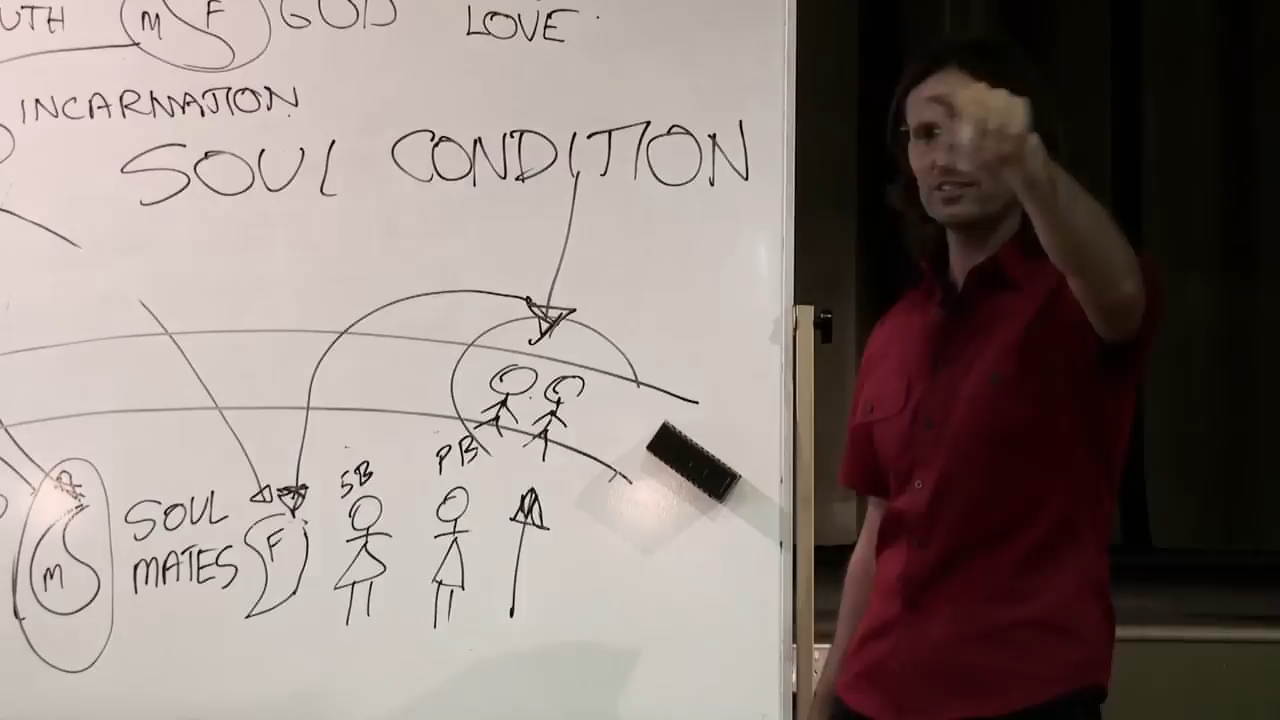 UTH M F GOD LOVE
INCARNATION
SOUL CONDITION
PB
SB
SOUL
MATES
F
M